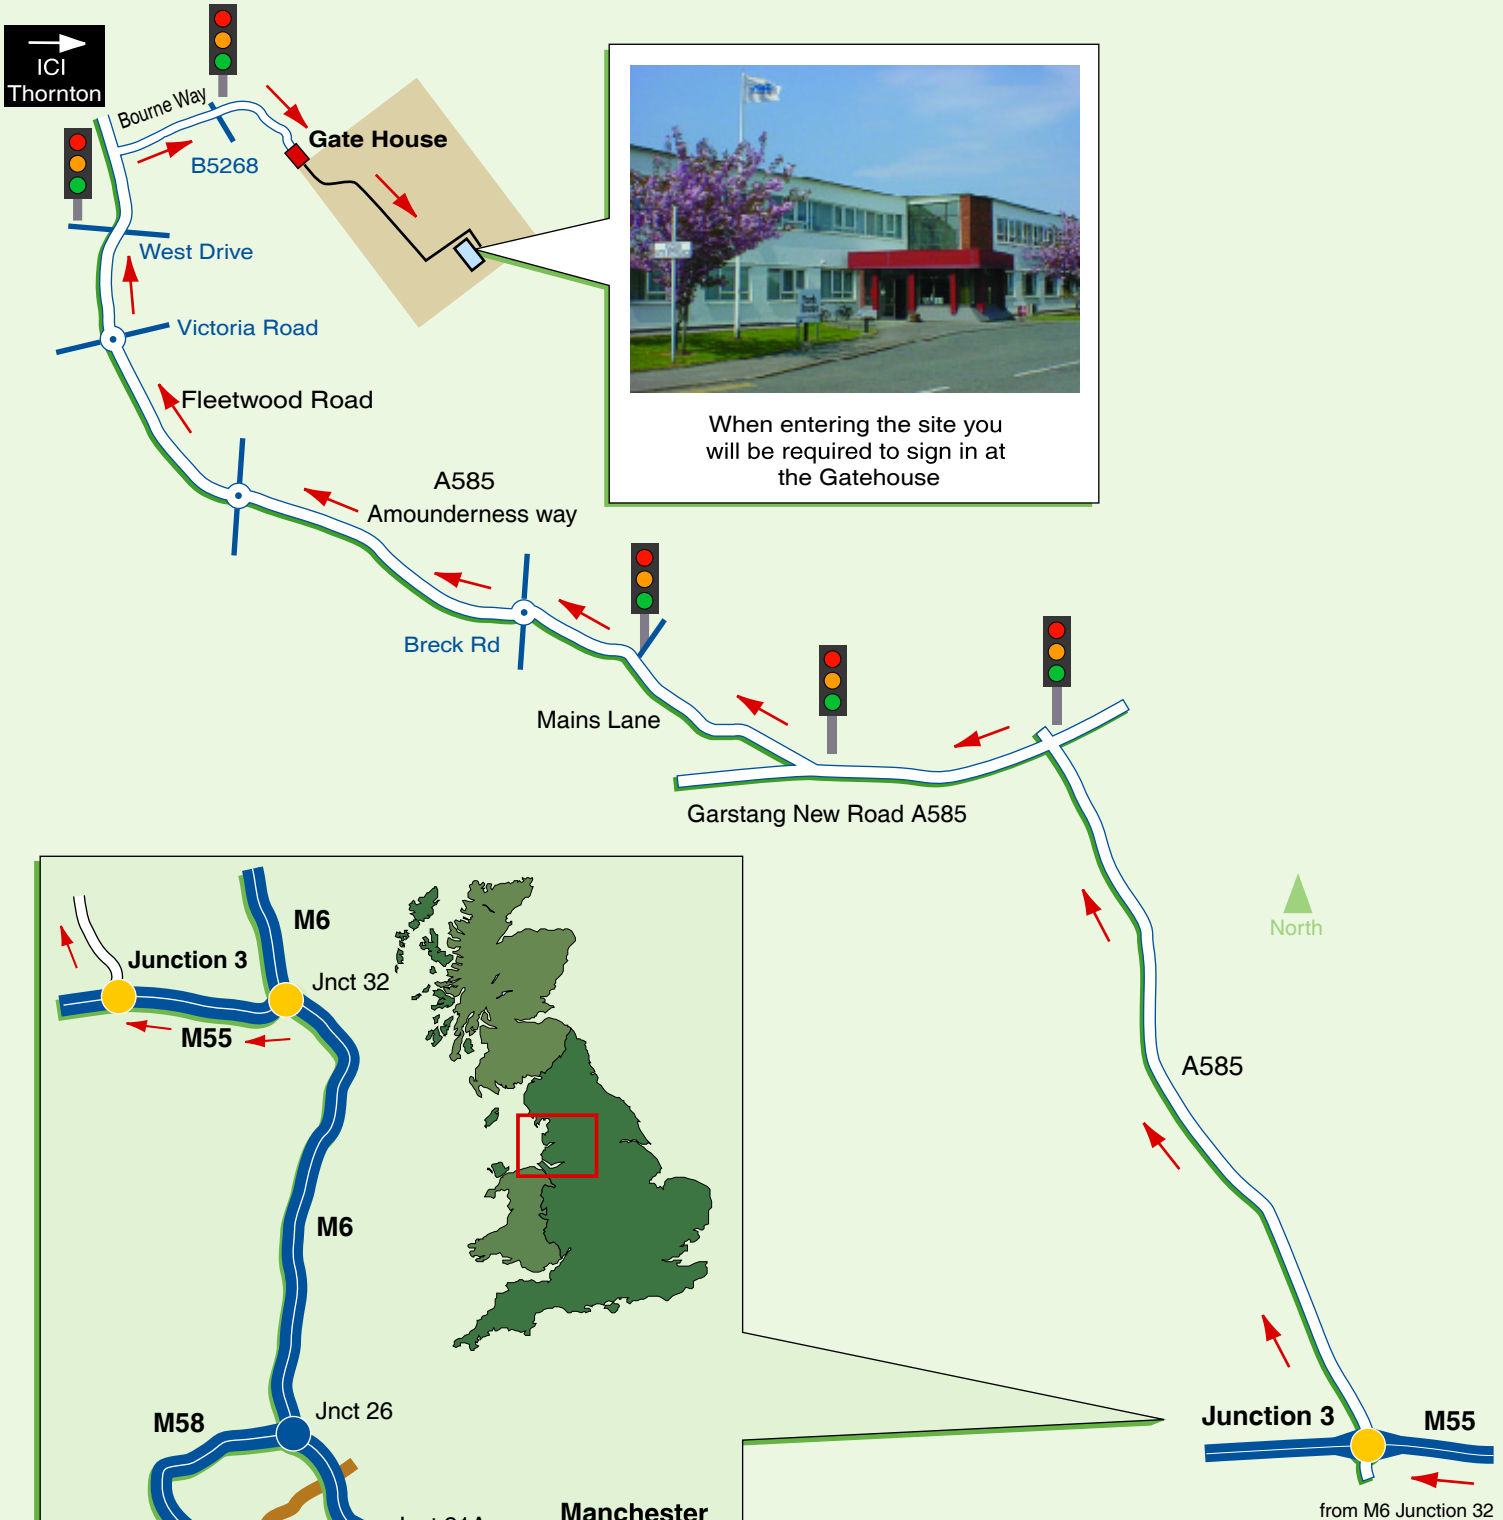 ICI
Thornton
Bourne Way
Gate House
B5268
West Drive
Victoria Road
Fleetwood Road
A585
Amounderness way
Breck Rd
Mains Lane
Garstang New Road A585
When entering the site you
will be required to sign in at
the Gatehouse
North
A585
Junction 3
M55
from M6 Junction 32
M6
Junction 3
Jnct 32
M55
M6
Jnct 26
M58
Manchester